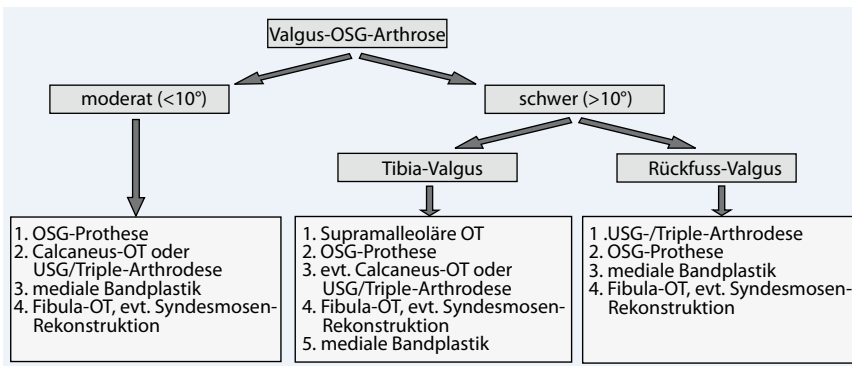 Valgus-OSG-Arthrose
moderat (<10°)
schwer (>10°)
Tibia-Valgus
Rückfuss-Valgus
1. OSG-Prothese
2. Calcaneus-OT oder
USG/Triple-Arthrodese
3. mediale Bandplastik
4. Fibula-OT, evt. Syndesmosen-
Rekonstruktion
1. Supramalleoläre OT
2. OSG-Prothese
3. evt. Calcaneus-OT oder
USG/Triple-Arthrodese
4. Fibula-OT, evt. Syndesmosen-
Rekonstruktion
5. mediale Bandplastik
1 .USG-/Triple-Arthrodese
2. OSG-Prothese
3. mediale Bandplastik
4. Fibula-OT, evt. Syndesmosen-
Rekonstruktion